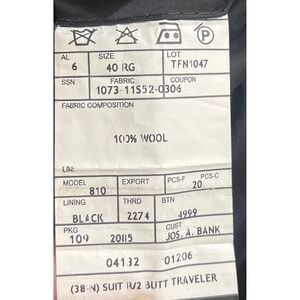 P
AL SIZE LOT
6 40 RG TFN1047
SSN FABRIC COUPON
1073-11552-0306
FABRIC COMPOSITION
100% WOOL
LIN:
MODEL EXPORT PCS-F PCS-C
810 20
LINING THRD BTN
BLACK 2274 4999
PKG CUST
109 20115 JOS. A. BANK
04132 01206
(38-N) SUIT R/2 BUTT TRAVELER